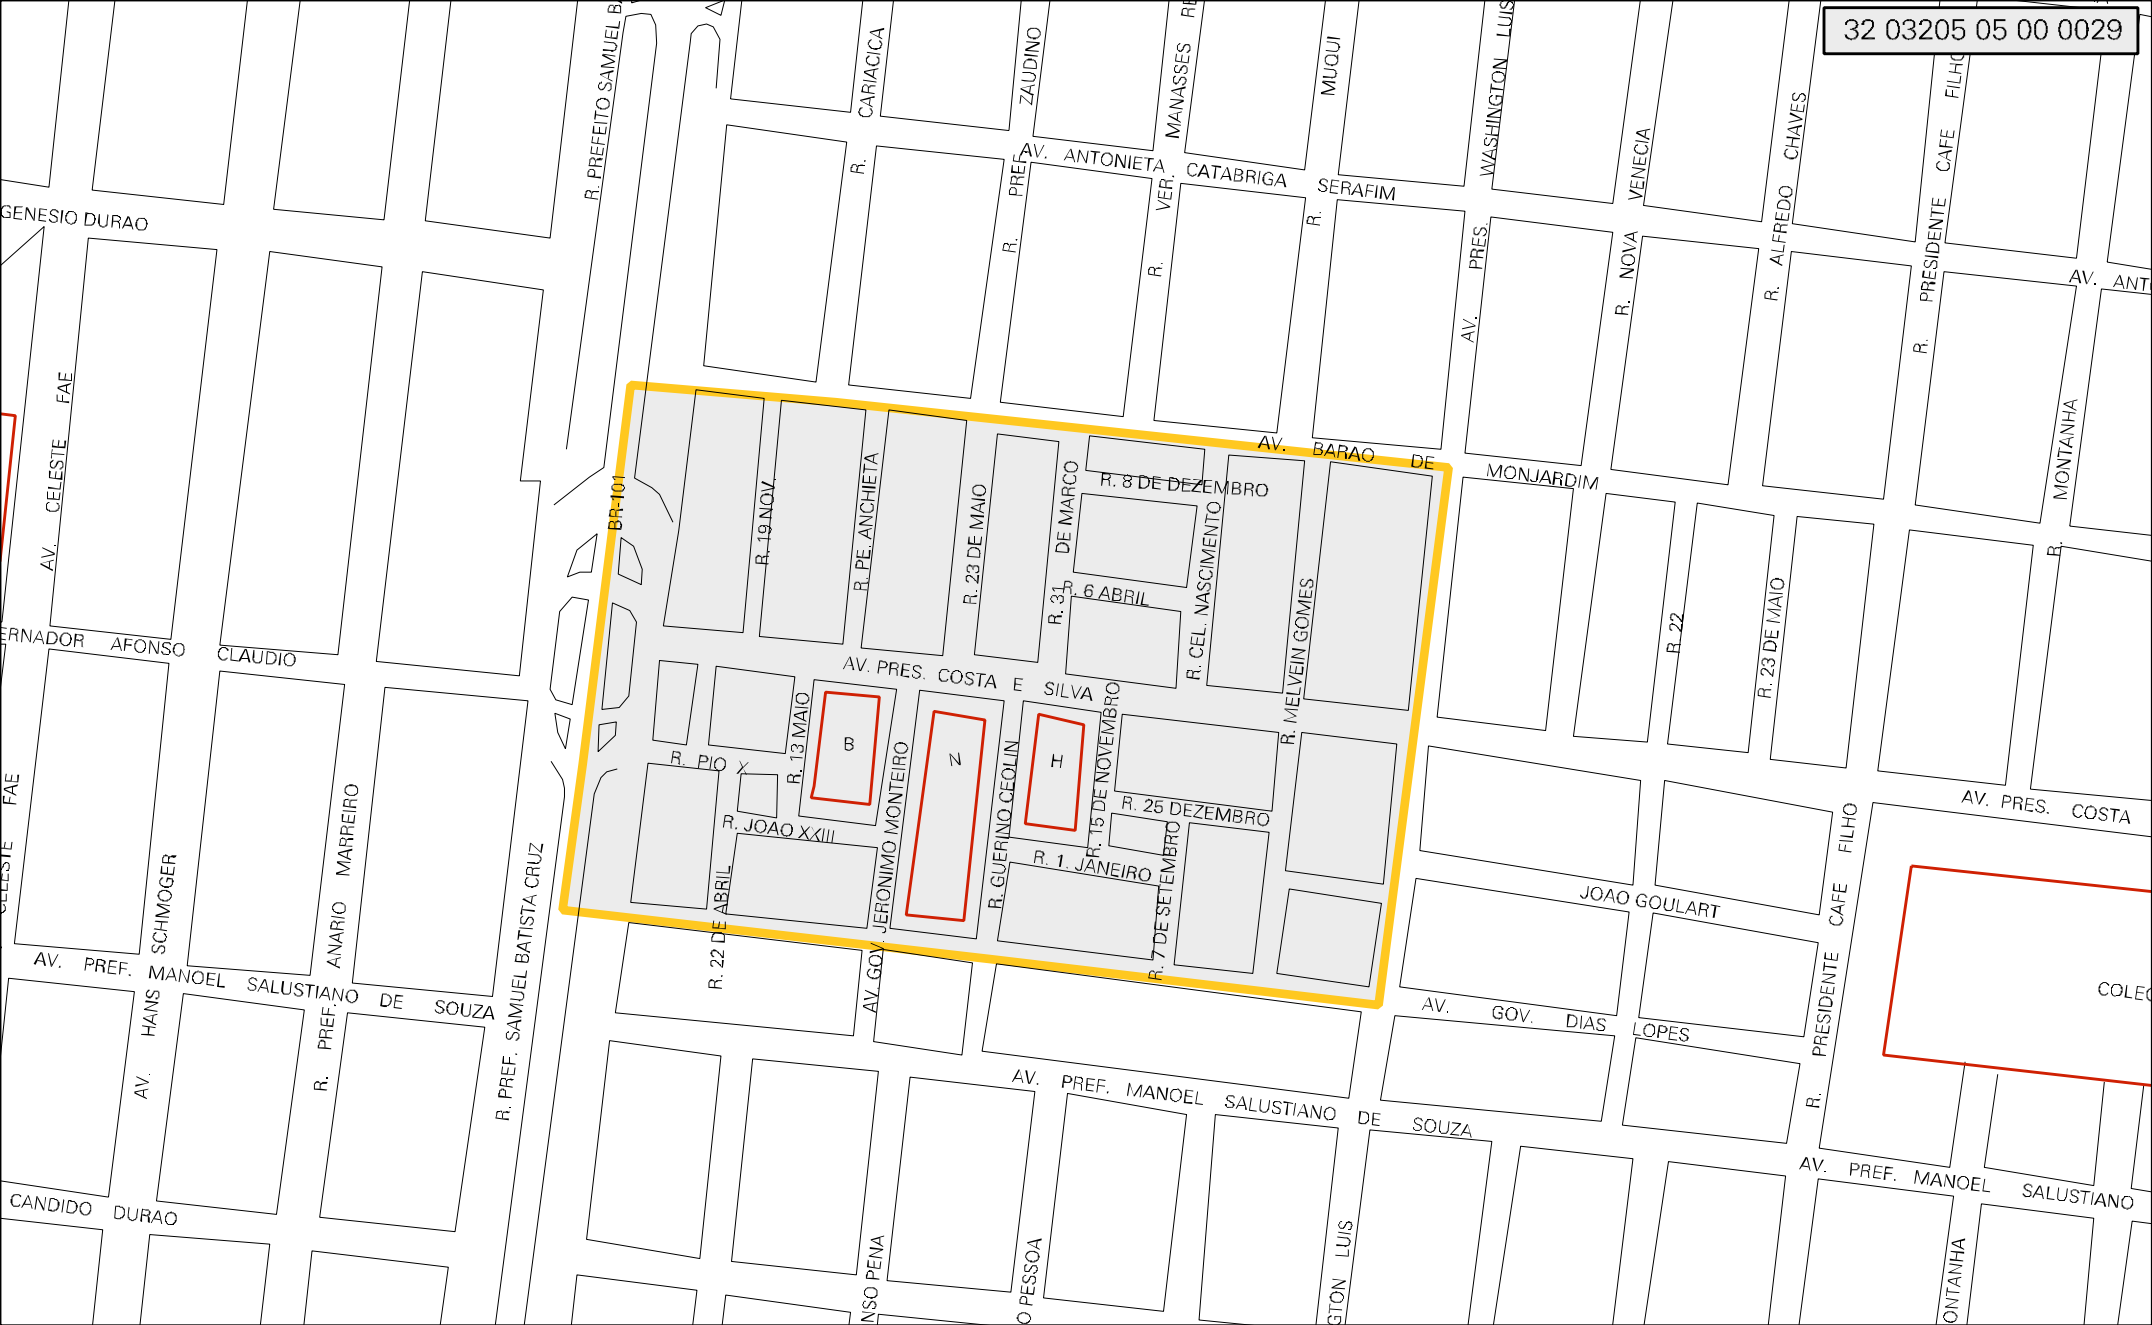 32 03205 05 00 0029
R. PREFEITO SAMUEL BA
R. CARIACICA
R. PREF. ZAUDINO
R. VER. MANASSES RE
R. MUQUI
AV. PRES. WASHINGTON LUIS
R. NOVA VENECIA
R. ALFREDO CHAVES
R. PRESIDENTE CAFE FILHO
AV. ANTONIETA CATABRIGA SERAFIM
GENESIO DURAO
AV. ANT
AV. CELESTE FAE
R. MONTANHA
AV. BARAO DE MONJARDIM
BR-101
R. 19 NOV.
R. PE. ANCHIETA
R. 23 DE MAIO
R. 31 DE MARCO
R. 8 DE DEZEMBRO
R. 6 ABRIL
R. CEL. NASCIMENTO
R. MELVEIN GOMES
R. 22
R. 23 DE MAIO
ERNADOR AFONSO CLAUDIO
AV. PRES. COSTA E SILVA
R. 13 MAIO
B
N
H
R. PIO X
R. JOAO XXIII
R. 22 DE ABRIL
AV. GOV. JERONIMO MONTEIRO
R. GUERINO CEOLIN
R. 15 DE NOVEMBRO
R. 25 DEZEMBRO
R. 1. JANEIRO
R. 7 DE SETEMBRO
AV. PRES. COSTA
CELESTE FAE
AV. HANS SCHMOGER
R. PREF. ANARIO MARREIRO
R. PREF. SAMUEL BATISTA CRUZ
JOAO GOULART
R. PRESIDENTE CAFE FILHO
COLEG
AV. PREF. MANOEL SALUSTIANO DE SOUZA
AV. GOV. DIAS LOPES
AV. PREF. MANOEL SALUSTIANO DE SOUZA
AV. PREF. MANOEL SALUSTIANO
CANDIDO DURAO
NSO PENA
O PESSOA
GTON LUIS
ONTANHA